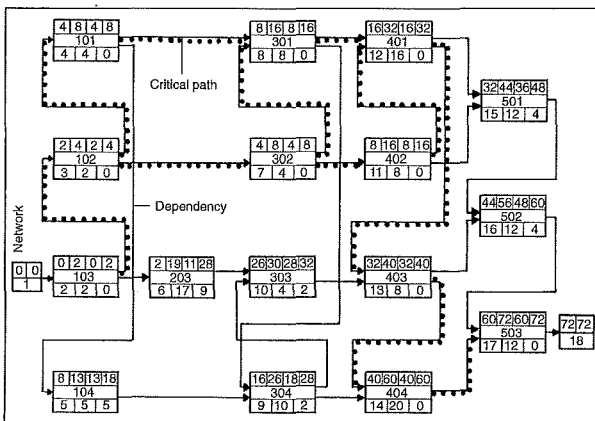 4 8 4 8
101
4 4 0
8 16 8 16
301
8 8 0
16 32 16 32
401
12 16 0
Critical path
32 44 36 48
501
15 12 4
2 4 2 4
102
3 2 0
4 8 4 8
302
7 4 0
8 16 8 16
402
11 8 0
Dependency
44 56 48 60
502
16 12 4
Network
0 0
1
0 2 0 2
103
2 2 0
2 19 11 28
203
6 17 9
26 30 28 32
303
10 4 2
32 40 32 40
403
13 8 0
60 72 60 72
503
17 12 0
72 72
18
8 13 13 18
104
5 5 5
16 26 18 28
304
9 10 2
40 60 40 60
404
14 20 0